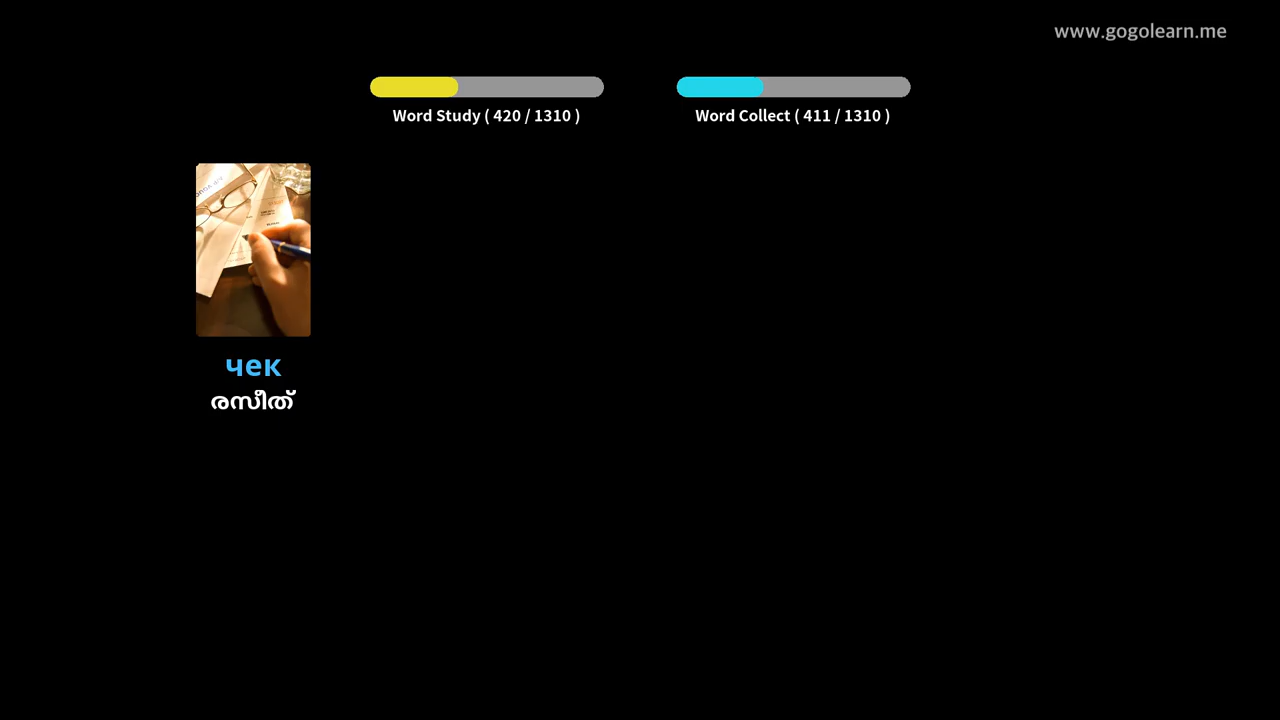 www.gogolearn.me
Word Study ( 420 / 1310 )
Word Collect ( 411 / 1310 )
чек
രസീത്